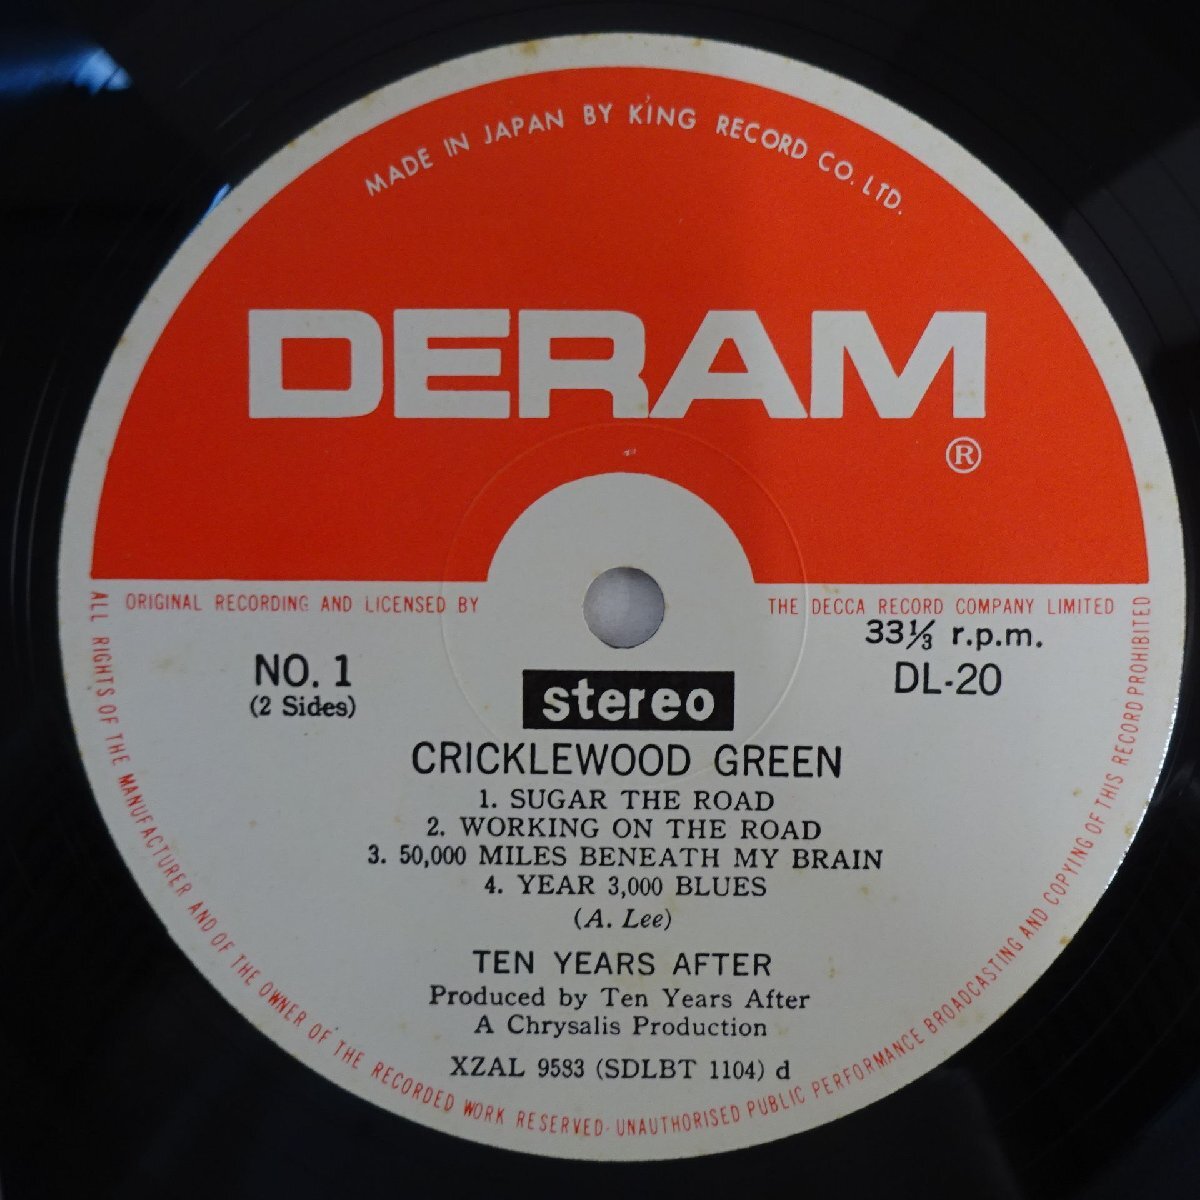 MADE IN JAPAN BY KING RECORD CO. LTD.
DERAM
®
ORIGINAL RECORDING AND LICENSED BY
THE DECCA RECORD COMPANY LIMITED
33⅓ r.p.m.
NO. 1
DL-20
(2 Sides)
stereo
CRICKLEWOOD GREEN
1. SUGAR THE ROAD
2. WORKING ON THE ROAD
3. 50,000 MILES BENEATH MY BRAIN
4. YEAR 3,000 BLUES
(A. Lee)
TEN YEARS AFTER
Produced by Ten Years After
A Chrysalis Production
XZAL 9583 (SDLBT 1104) d
ALL RIGHTS OF THE MANUFACTURER AND OF THE OWNER OF THE RECORDED WORK RESERVED· UNAUTHORISED PUBLIC PERFORMANCE BROADCASTING AND COPYING OF THIS RECORD PROHIBITED